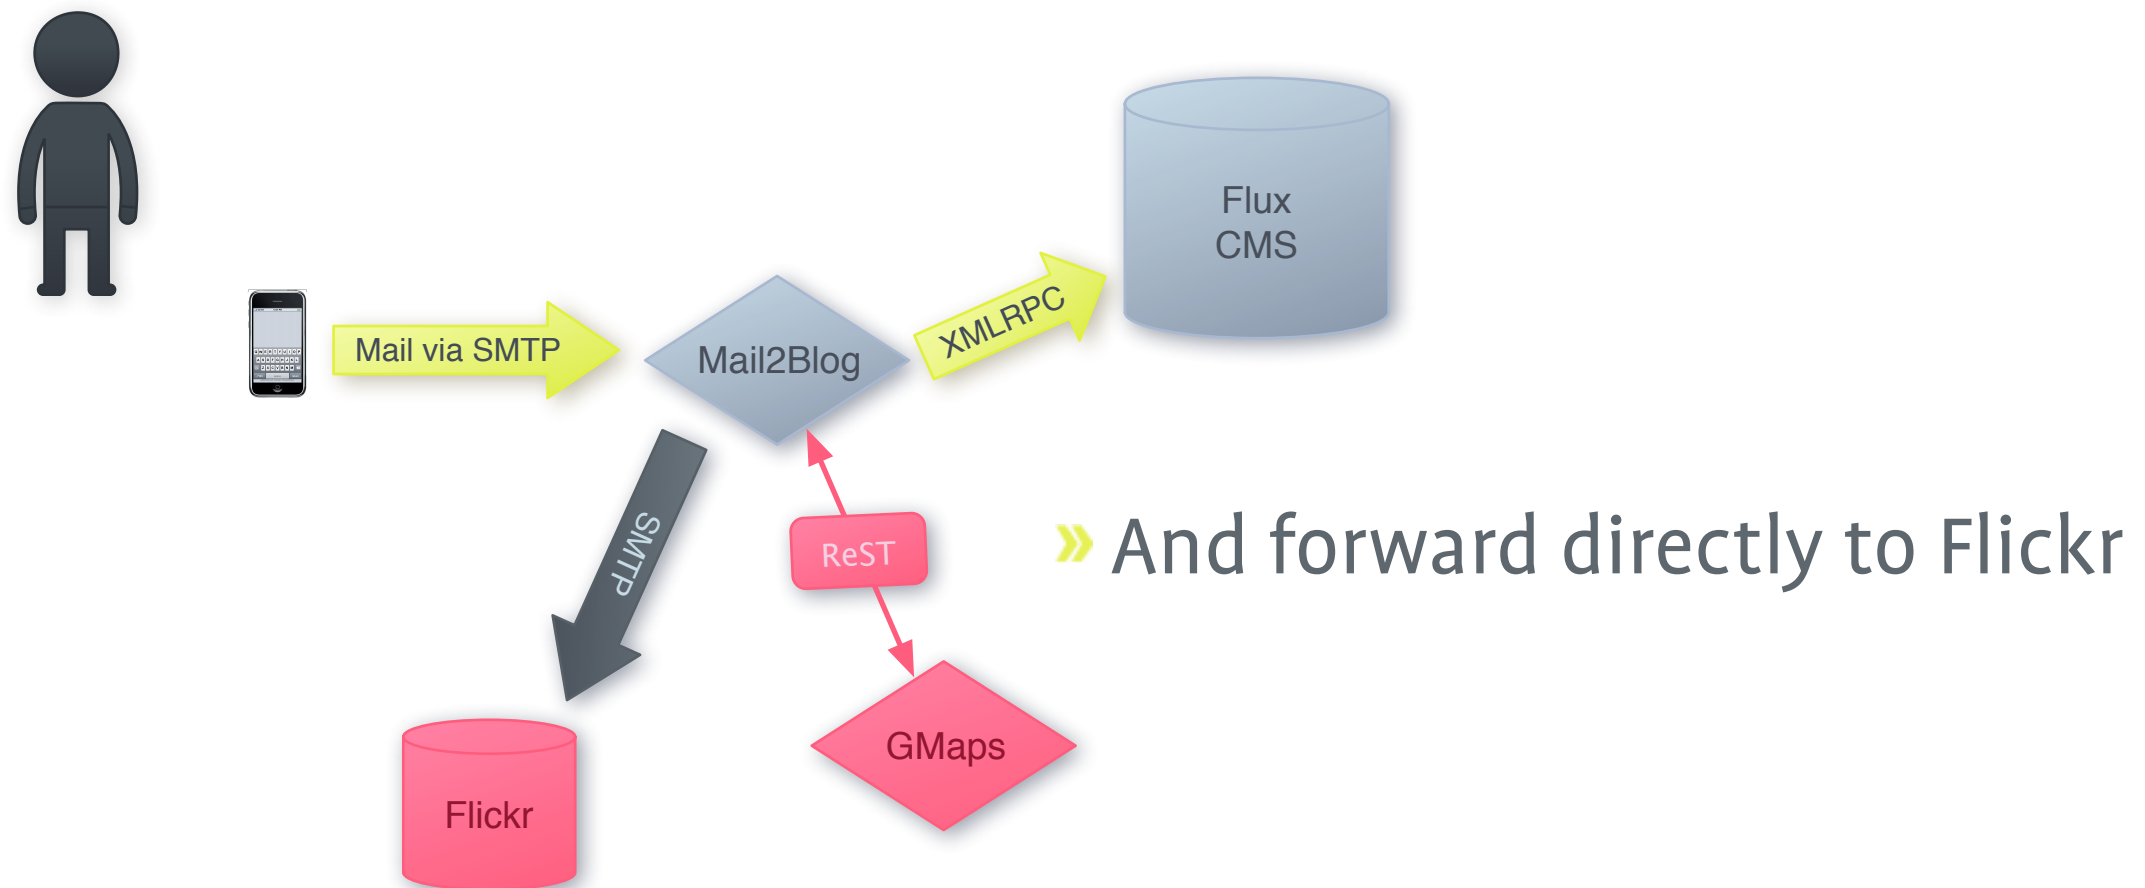 Flux
CMS
XMLRPC
Mail via SMTP
Mail2Blog
SMTP
ReST
» And forward directly to Flickr
GMaps
Flickr